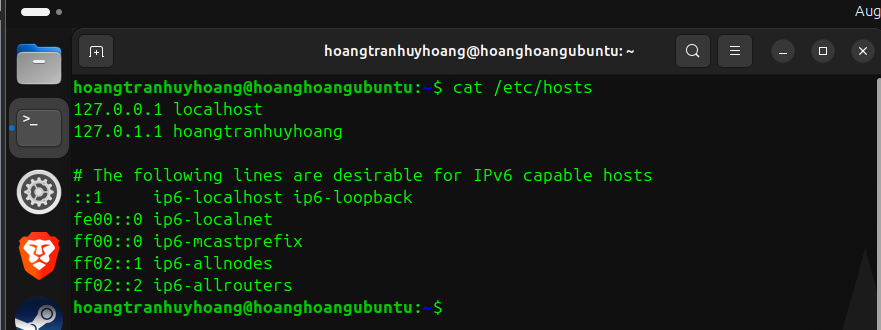 Aug
hoangtranhuyhoang@hoanghoangubuntu: ~
hoangtranhuyhoang@hoanghoangubuntu:~$ cat /etc/hosts
127.0.0.1 localhost
127.0.1.1 hoangtranhuyhoang
# The following lines are desirable for IPv6 capable hosts
::1     ip6-localhost ip6-loopback
fe00::0 ip6-localnet
ff00::0 ip6-mcastprefix
ff02::1 ip6-allnodes
ff02::2 ip6-allrouters
hoangtranhuyhoang@hoanghoangubuntu:~$